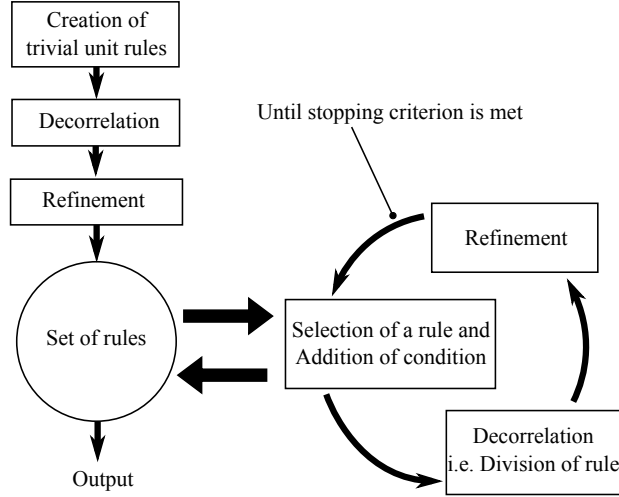 Creation of
trivial unit rules
Decorrelation
Refinement
Set of rules
Output
Until stopping criterion is met
Refinement
Selection of a rule and
Addition of condition
Decorrelation
i.e. Division of rule